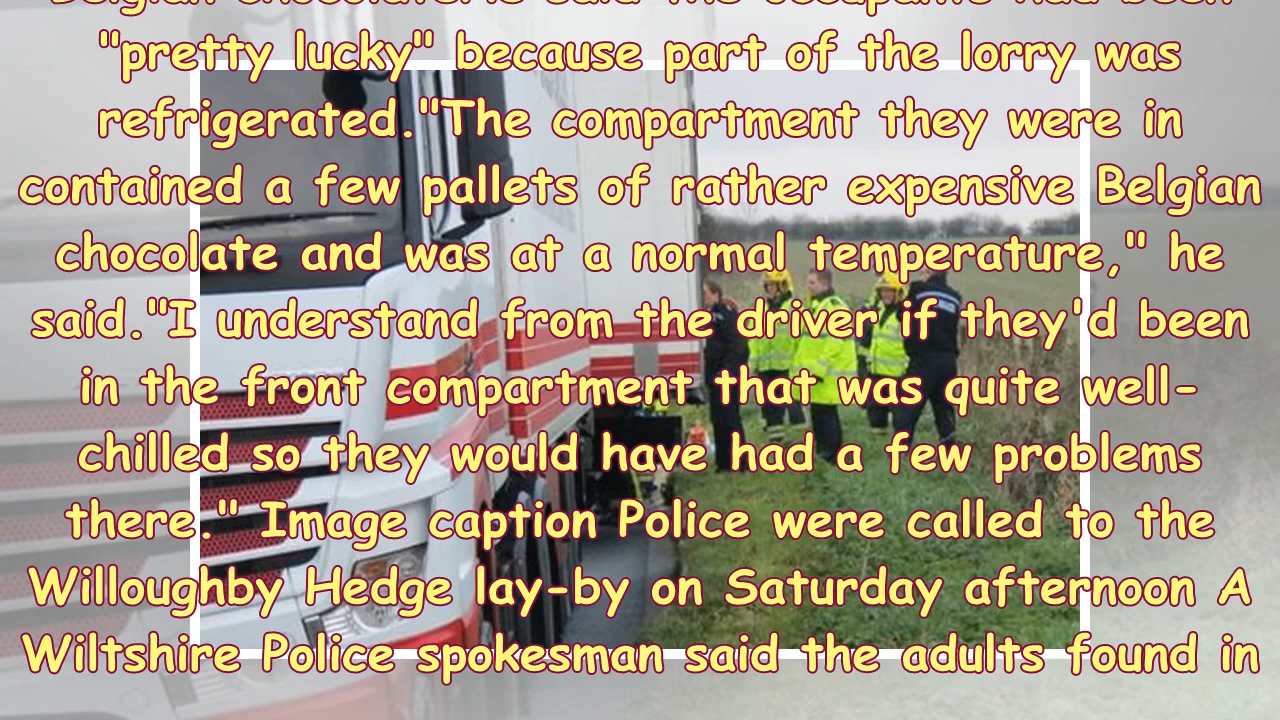 "pretty lucky" because part of the lorry was
refrigerated."The compartment they were in
contained a few pallets of rather expensive Belgian
chocolate and was at a normal temperature," he
said."I understand from the driver if they'd been
in the front compartment that was quite well-
chilled so they would have had a few problems
there." Image caption Police were called to the
Willoughby Hedge lay-by on Saturday afternoon A
Wiltshire Police spokesman said the adults found in